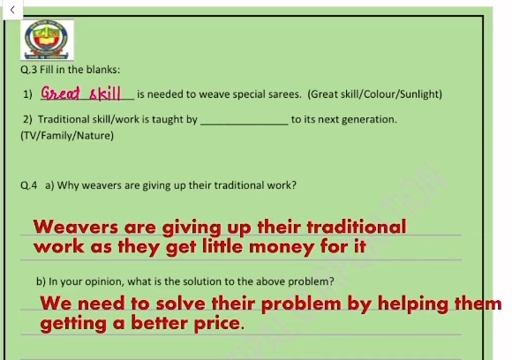 Q.3 Fill in the blanks:
1) Great skill is needed to weave special sarees. (Great skill/Colour/Sunlight)
2) Traditional skill/work is taught by ______________ to its next generation.
(TV/Family/Nature)
Q.4 a) Why weavers are giving up their traditional work?
Weavers are giving up their traditional
work as they get little money for it
b) In your opinion, what is the solution to the above problem?
We need to solve their problem by helping them
getting a better price.